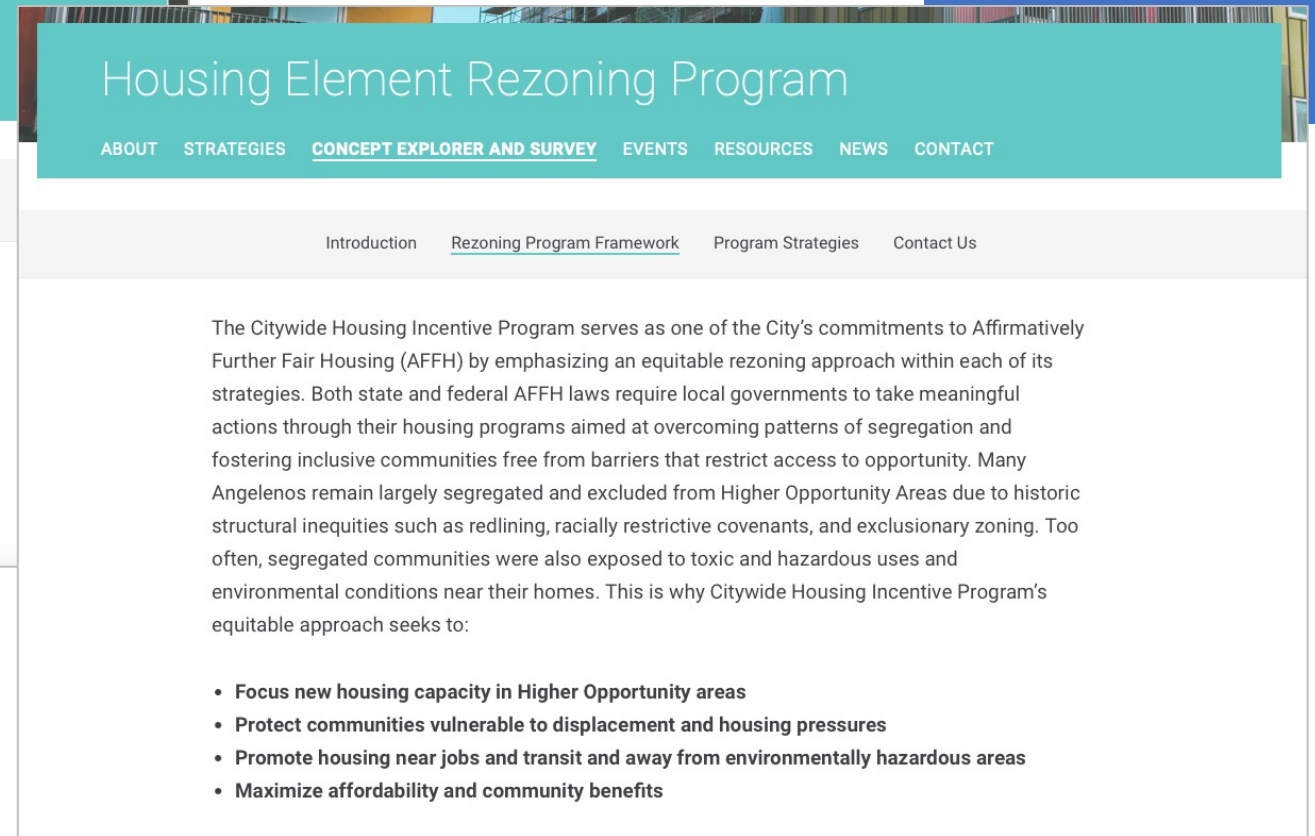 Housing Element Rezoning Program
ABOUT STRATEGIES CONCEPT EXPLORER AND SURVEY EVENTS RESOURCES NEWS CONTACT
Introduction Rezoning Program Framework Program Strategies Contact Us
The Citywide Housing Incentive Program serves as one of the City’s commitments to Affirmatively
Further Fair Housing (AFFH) by emphasizing an equitable rezoning approach within each of its
strategies. Both state and federal AFFH laws require local governments to take meaningful
actions through their housing programs aimed at overcoming patterns of segregation and
fostering inclusive communities free from barriers that restrict access to opportunity. Many
Angelenos remain largely segregated and excluded from Higher Opportunity Areas due to historic
structural inequities such as redlining, racially restrictive covenants, and exclusionary zoning. Too
often, segregated communities were also exposed to toxic and hazardous uses and
environmental conditions near their homes. This is why Citywide Housing Incentive Program’s
equitable approach seeks to:
• Focus new housing capacity in Higher Opportunity areas
• Protect communities vulnerable to displacement and housing pressures
• Promote housing near jobs and transit and away from environmentally hazardous areas
• Maximize affordability and community benefits